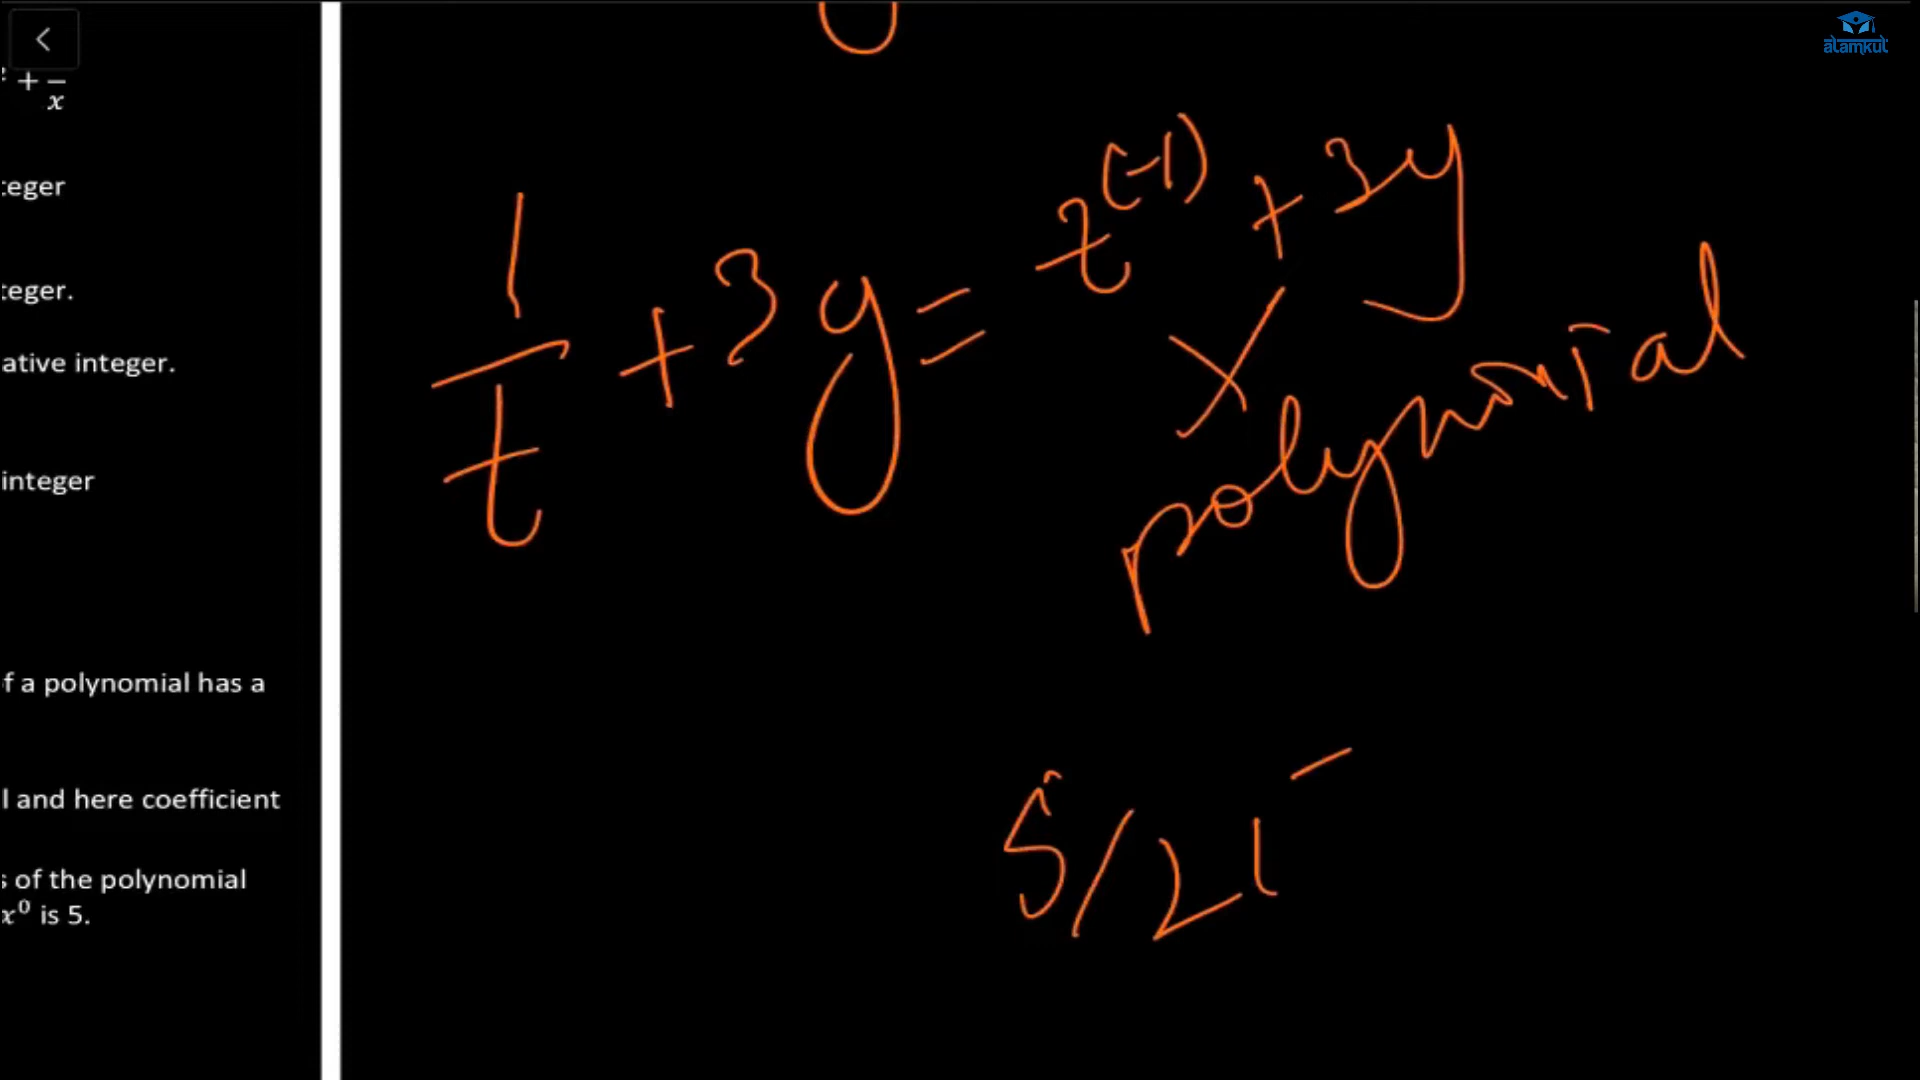 alamkul
+ — x
teger
teger.
ative integer.
integer
f a polynomial has a
l and here coefficient
s of the polynomial
x⁰ is 5.
1/t + 3y = t^(-1) + 3y
X polynomial
5/21